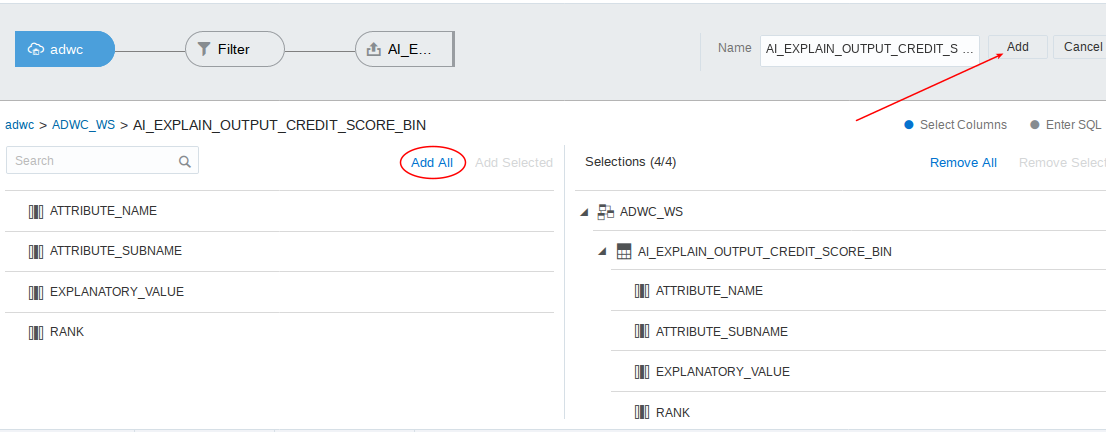 adwc
Filter
AI_E...
Name
AI_EXPLAIN_OUTPUT_CREDIT_S ...
Add
Cancel
adwc > ADWC_WS > AI_EXPLAIN_OUTPUT_CREDIT_SCORE_BIN
Select Columns
Enter SQL
Search
Add All
Add Selected
Selections (4/4)
Remove All
Remove Select
ATTRIBUTE_NAME
ATTRIBUTE_SUBNAME
EXPLANATORY_VALUE
RANK
ADWC_WS
AI_EXPLAIN_OUTPUT_CREDIT_SCORE_BIN
ATTRIBUTE_NAME
ATTRIBUTE_SUBNAME
EXPLANATORY_VALUE
RANK